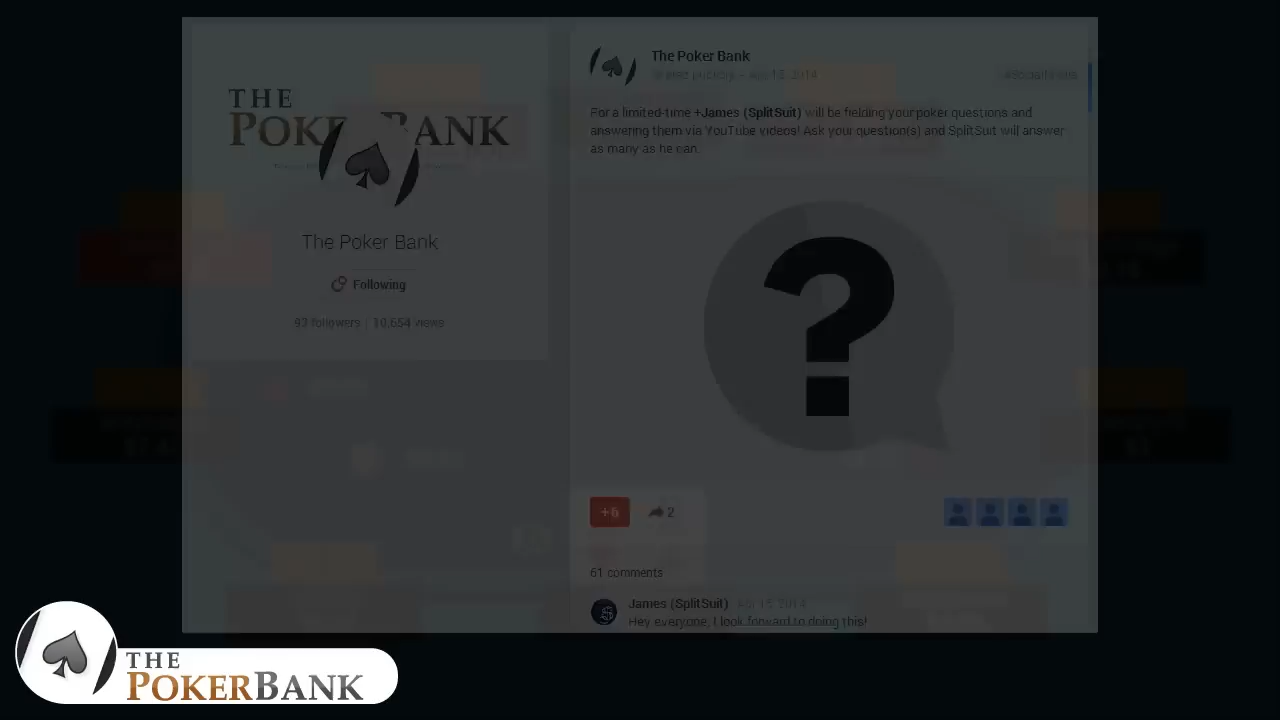 THE
POKERBANK
The Poker Bank
Following
93 followers | 10,654 views
The Poker Bank
Apr 15, 2014
For a limited-time +James (SplitSuit) will be fielding your poker questions and
answering them via YouTube videos! Ask your question(s) and SplitSuit will answer
as many as he can.
?
+6
2
61 comments
James (SplitSuit) Apr 15, 2014
Hey everyone, I look forward to doing this!
THE
POKERBANK